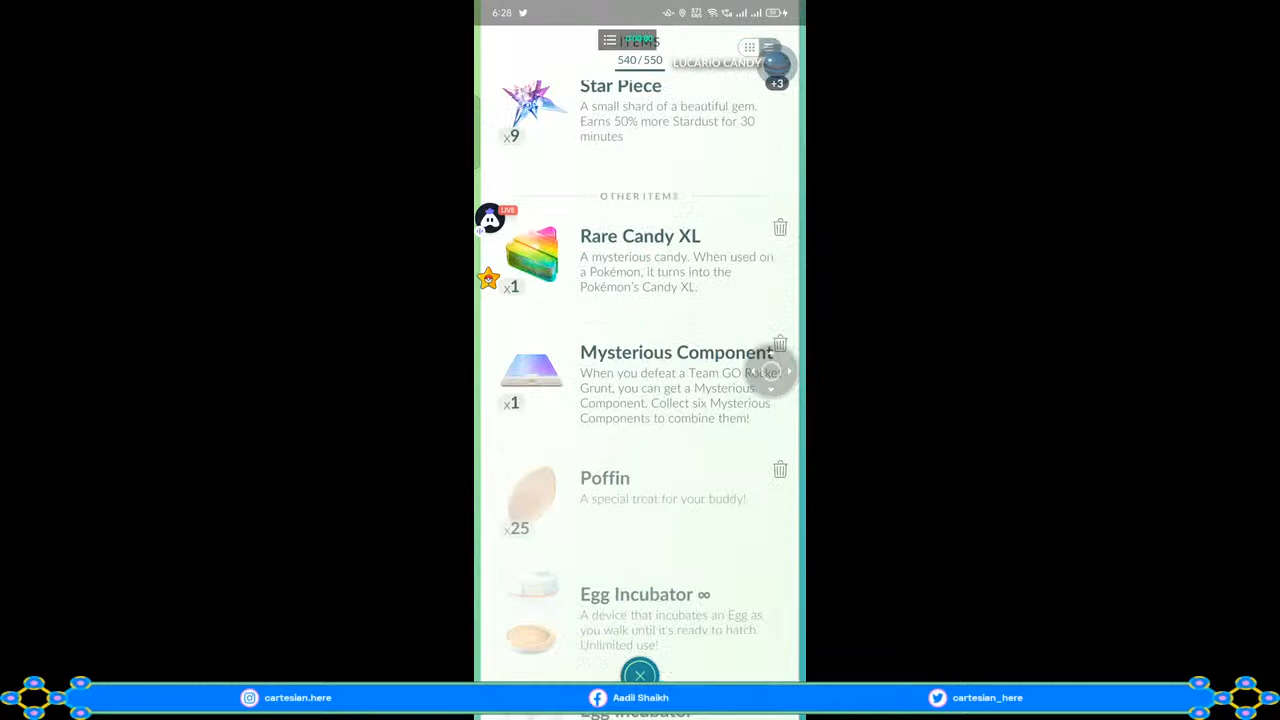 6:28
ITEMS
540/550
LUCARIO CANDY
+3
Star Piece
A small shard of a beautiful gem.
Earns 50% more Stardust for 30
minutes
x9
OTHER ITEMS
LIVE
Rare Candy XL
A mysterious candy. When used on
a Pokémon, it turns into the
Pokémon's Candy XL.
x1
Mysterious Component
When you defeat a Team GO Rocket
Grunt, you can get a Mysterious
Component. Collect six Mysterious
Components to combine them!
x1
Poffin
A special treat for your buddy!
x25
Egg Incubator ∞
A device that incubates an Egg as
you walk until it's ready to hatch.
Unlimited use!
Egg Incubator
cartesian.here
Aadil Shaikh
cartesian_here